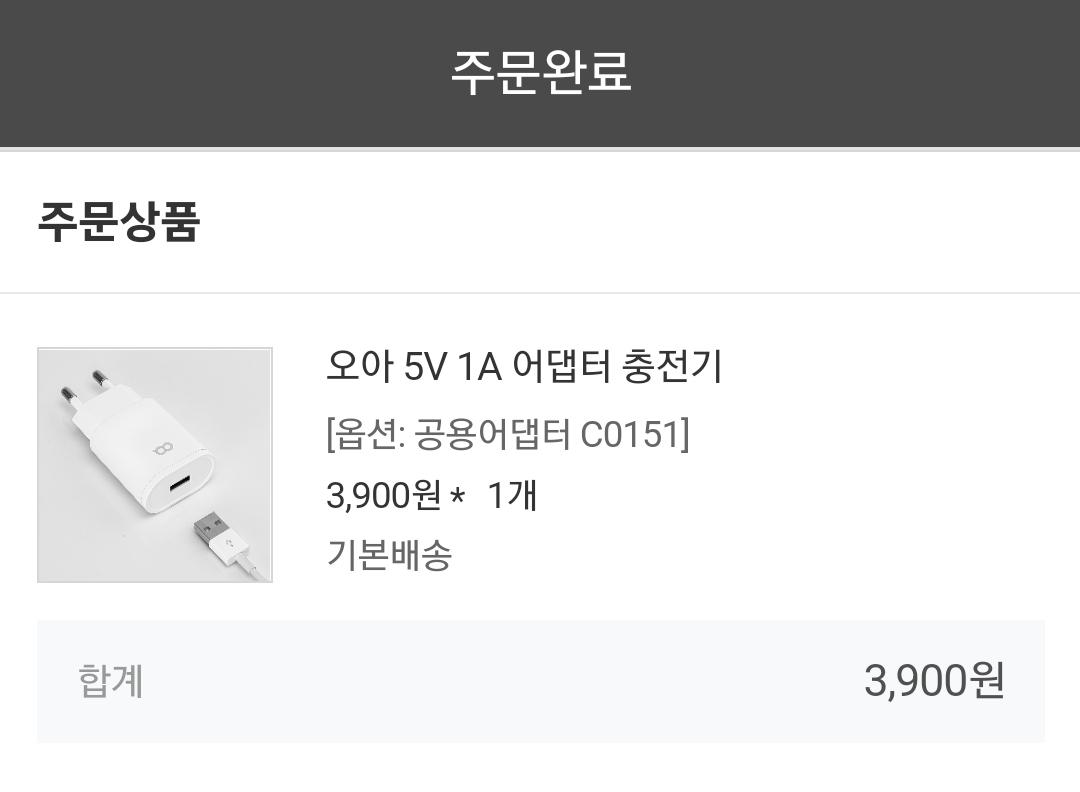 주문완료
주문상품
오아 5V 1A 어댑터 충전기
[옵션: 공용어댑터 C0151]
3,900원 * 1개
기본배송
합계 3,900원